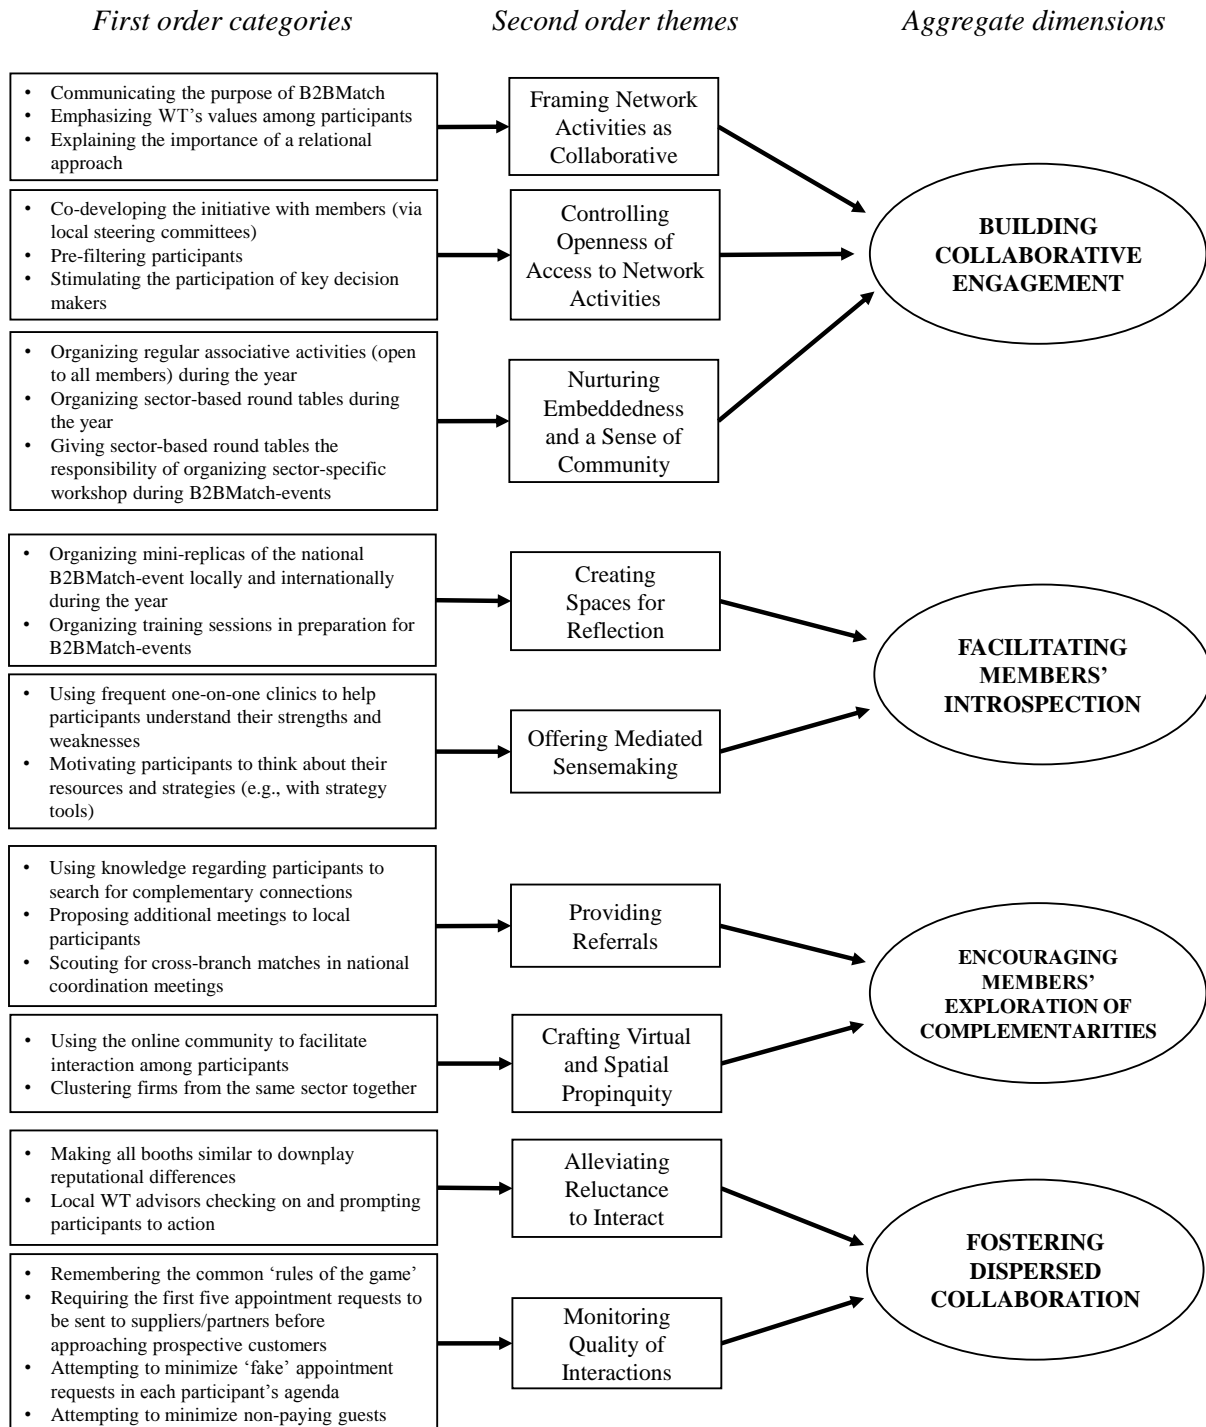 First order categories
Second order themes
Aggregate dimensions
• Communicating the purpose of B2BMatch
• Emphasizing WT’s values among participants
• Explaining the importance of a relational
approach
Framing Network
Activities as
Collaborative
• Co-developing the initiative with members (via
local steering committees)
• Pre-filtering participants
• Stimulating the participation of key decision
makers
Controlling
Openness of
Access to Network
Activities
• Organizing regular associative activities (open
to all members) during the year
• Organizing sector-based round tables during
the year
• Giving sector-based round tables the
responsibility of organizing sector-specific
workshop during B2BMatch-events
Nurturing
Embeddedness
and a Sense of
Community
BUILDING
COLLABORATIVE
ENGAGEMENT
• Organizing mini-replicas of the national
B2BMatch-event locally and internationally
during the year
• Organizing training sessions in preparation for
B2BMatch-events
Creating
Spaces for
Reflection
• Using frequent one-on-one clinics to help
participants understand their strengths and
weaknesses
• Motivating participants to think about their
resources and strategies (e.g., with strategy
tools)
Offering Mediated
Sensemaking
FACILITATING
MEMBERS’
INTROSPECTION
• Using knowledge regarding participants to
search for complementary connections
• Proposing additional meetings to local
participants
• Scouting for cross-branch matches in national
coordination meetings
Providing
Referrals
• Using the online community to facilitate
interaction among participants
• Clustering firms from the same sector together
Crafting Virtual
and Spatial
Propinquity
ENCOURAGING
MEMBERS’
EXPLORATION OF
COMPLEMENTARITIES
• Making all booths similar to downplay
reputational differences
• Local WT advisors checking on and prompting
participants to action
Alleviating
Reluctance
to Interact
• Remembering the common ‘rules of the game’
• Requiring the first five appointment requests to
be sent to suppliers/partners before
approaching prospective customers
• Attempting to minimize ‘fake’ appointment
requests in each participant’s agenda
• Attempting to minimize non-paying guests
Monitoring
Quality of
Interactions
FOSTERING
DISPERSED
COLLABORATION